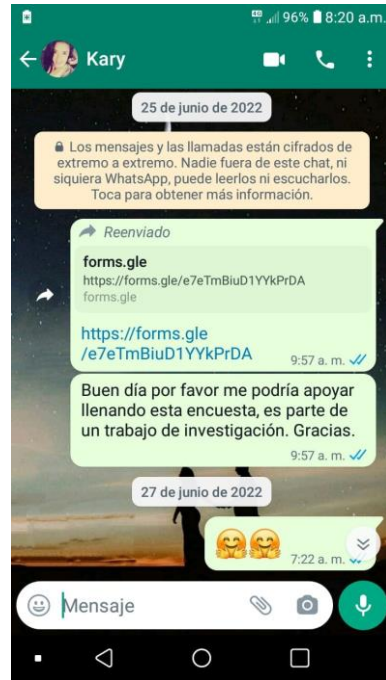 4G 96% 8:20 a.m.
Kary
25 de junio de 2022
Los mensajes y las llamadas están cifrados de
extremo a extremo. Nadie fuera de este chat, ni
siquiera WhatsApp, puede leerlos ni escucharlos.
Toca para obtener más información.
Reenviado
forms.gle
https://forms.gle/e7eTmBiuD1YYkPrDA
forms.gle
https://forms.gle
/e7eTmBiuD1YYkPrDA
9:57 a. m.
Buen día por favor me podría apoyar
llenando esta encuesta, es parte de
un trabajo de investigación. Gracias.
9:57 a. m.
27 de junio de 2022
🤗🤗
7:22 a. m.
Mensaje